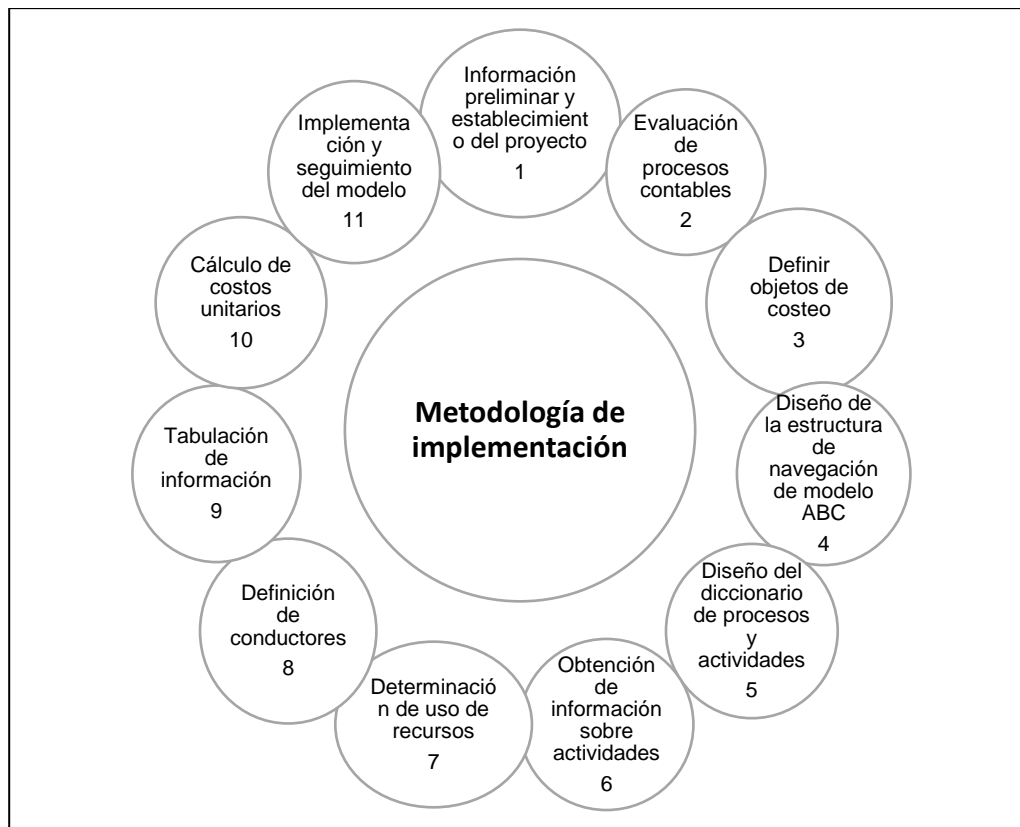 Información
preliminar y
establecimient
o del proyecto
1
Evaluación
de
procesos
contables
2
Definir
objetos de
costeo
3
Diseño de
la estructura
de
navegación
de modelo
ABC
4
Diseño del
diccionario
de procesos
y
actividades
5
Obtención
de
información
sobre
actividades
6
Determinació
n de uso de
recursos
7
Definición
de
conductores
8
Tabulación
de
información
9
Cálculo de
costos
unitarios
10
Implementa
ción y
seguimiento
del modelo
11
Metodología de
implementación